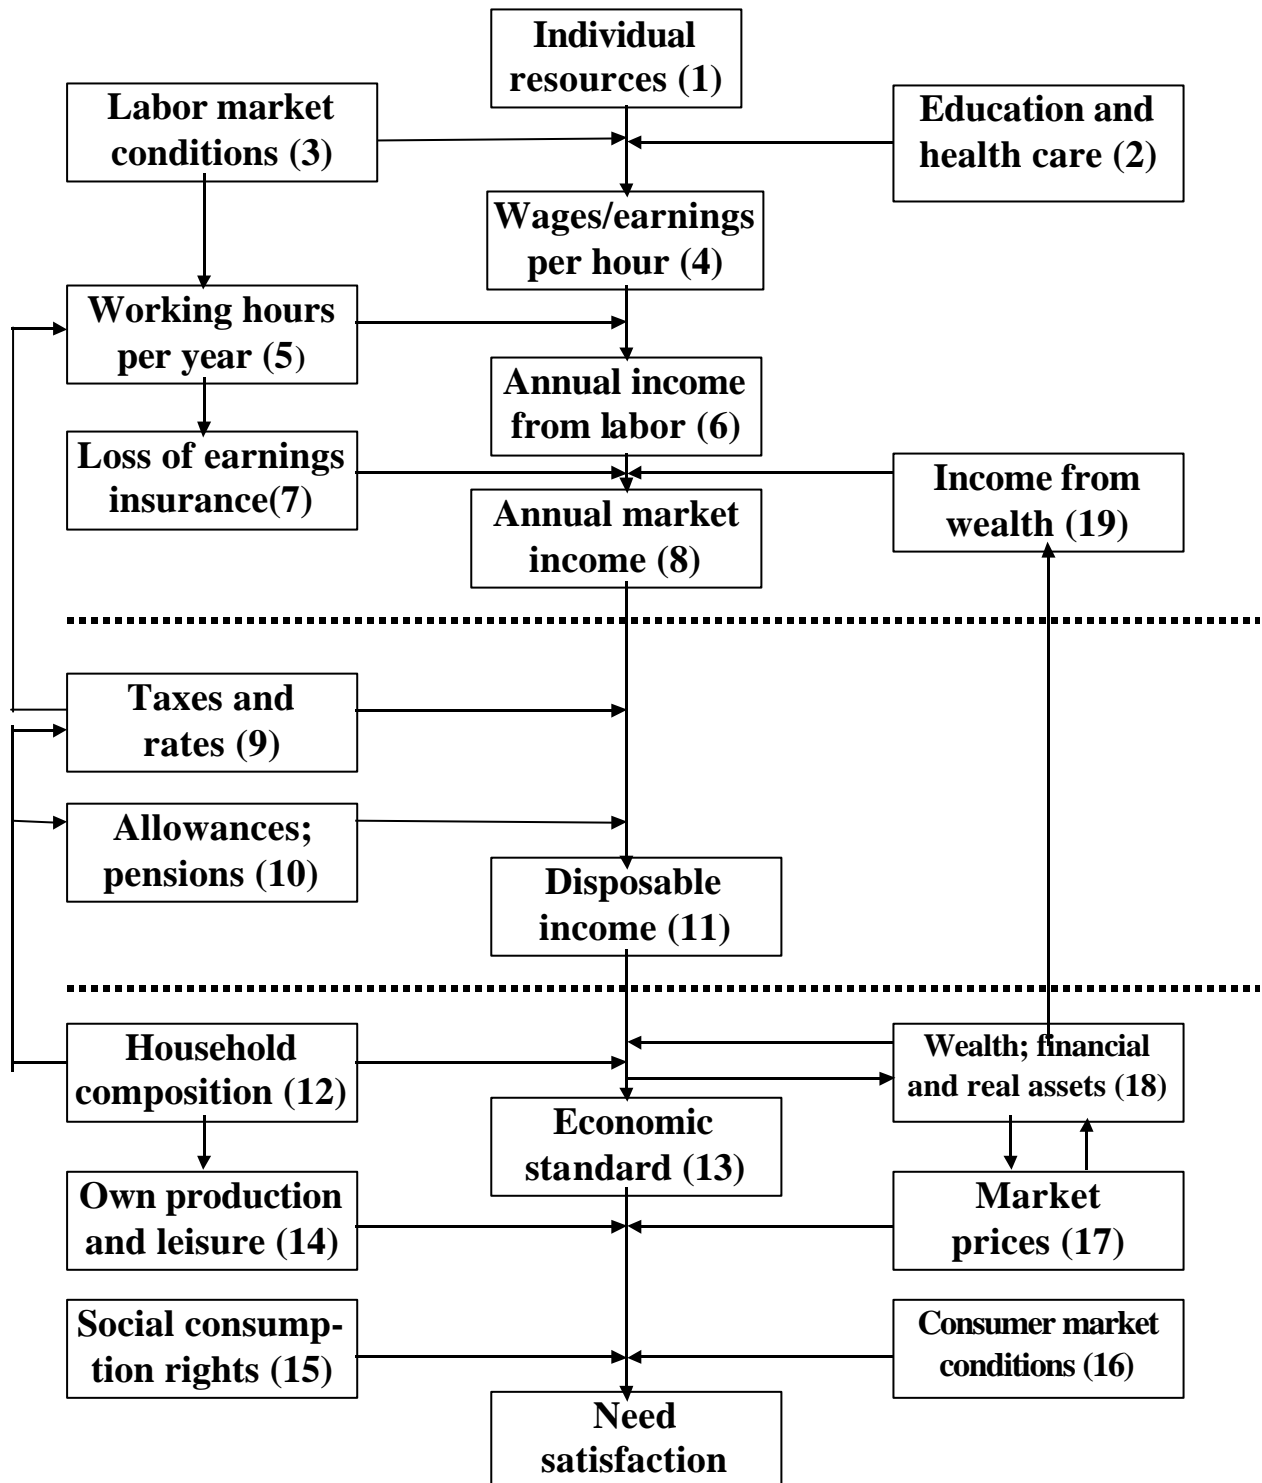 Individual
resources (1)
Labor market
conditions (3)
Education and
health care (2)
Wages/earnings
per hour (4)
Working hours
per year (5)
Annual income
from labor (6)
Loss of earnings
insurance(7)
Income from
wealth (19)
Annual market
income (8)
Taxes and
rates (9)
Allowances;
pensions (10)
Disposable
income (11)
Household
composition (12)
Wealth; financial
and real assets (18)
Economic
standard (13)
Own production
and leisure (14)
Market
prices (17)
Social consump-
tion rights (15)
Consumer market
conditions (16)
Need
satisfaction